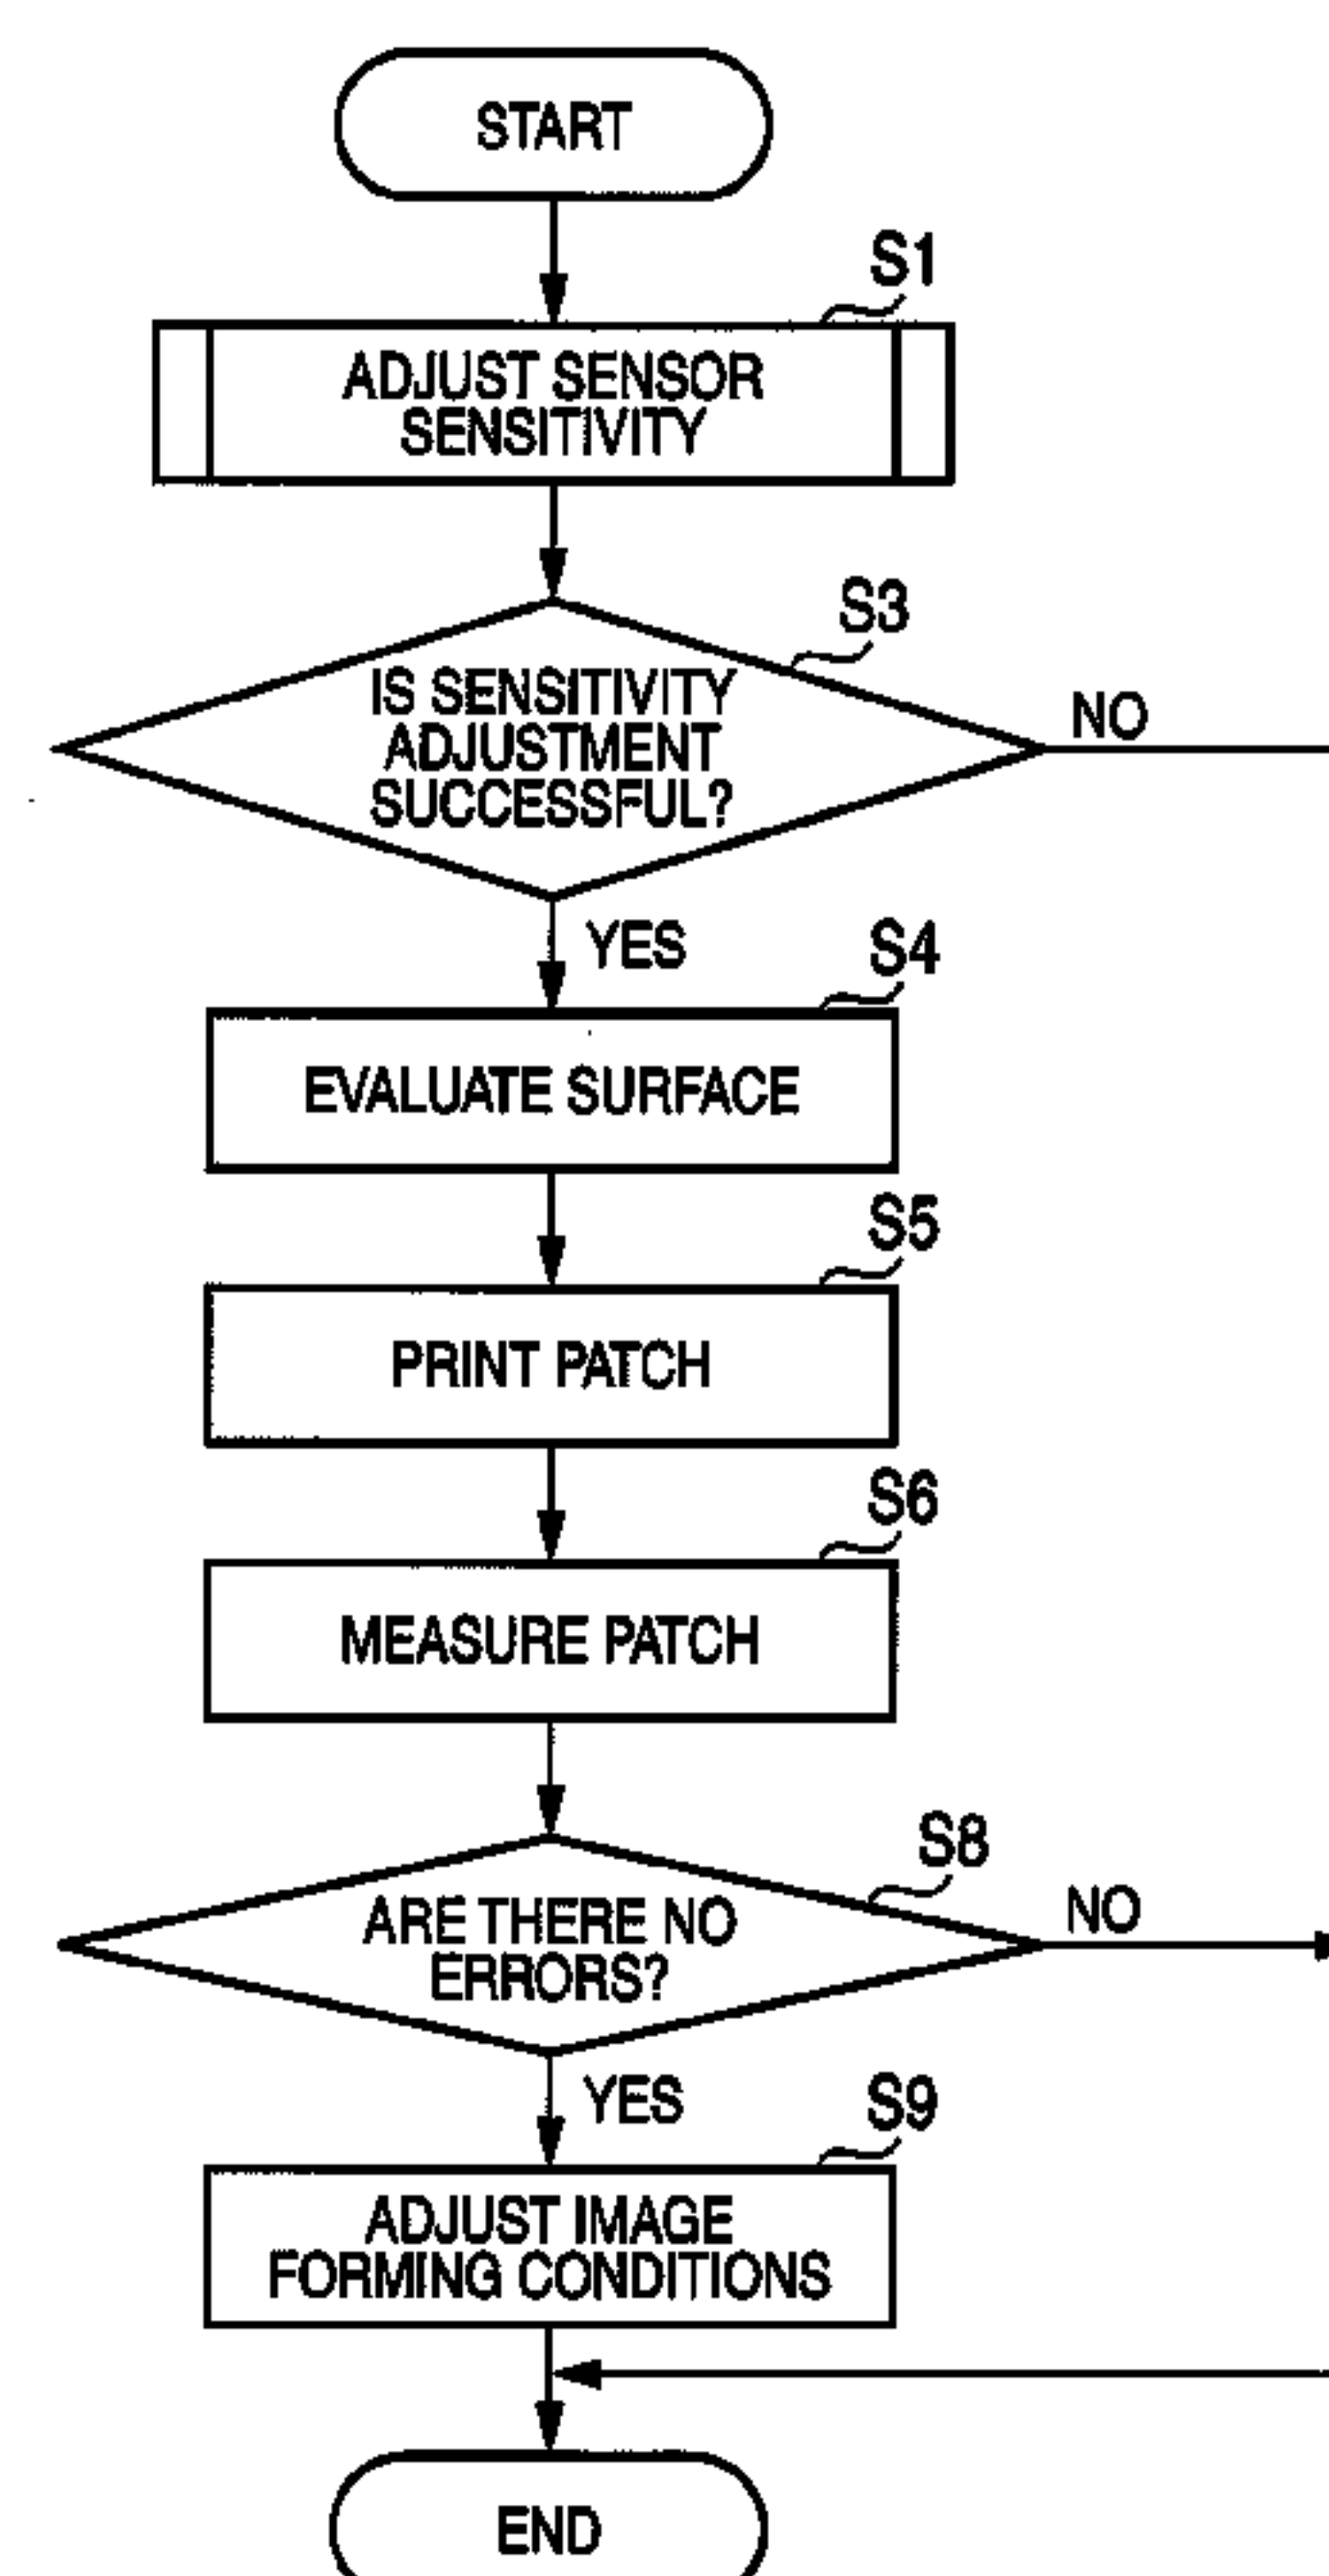 START
S1
ADJUST SENSOR
SENSITIVITY
S3
IS SENSITIVITY
ADJUSTMENT
SUCCESSFUL?
NO
YES
S4
EVALUATE SURFACE
S5
PRINT PATCH
S6
MEASURE PATCH
S8
ARE THERE NO
ERRORS?
NO
YES
S9
ADJUST IMAGE
FORMING CONDITIONS
END